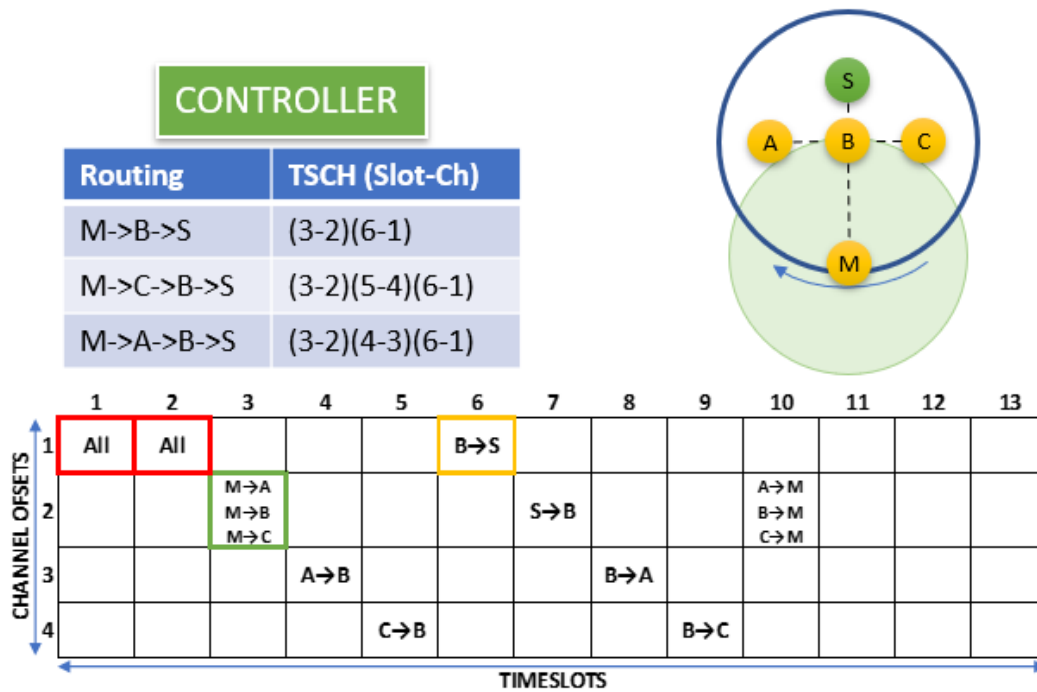 CONTROLLER
Routing TSCH (Slot-Ch)
M->B->S (3-2)(6-1)
M->C->B->S (3-2)(5-4)(6-1)
M->A->B->S (3-2)(4-3)(6-1)
S
A B C
M
1 2 3 4 5 6 7 8 9 10 11 12 13
CHANNEL OFSETS
1 All All B→S
2 M→A M→B M→C S→B A→M B→M C→M
3 A→B B→A
4 C→B B→C
TIMESLOTS